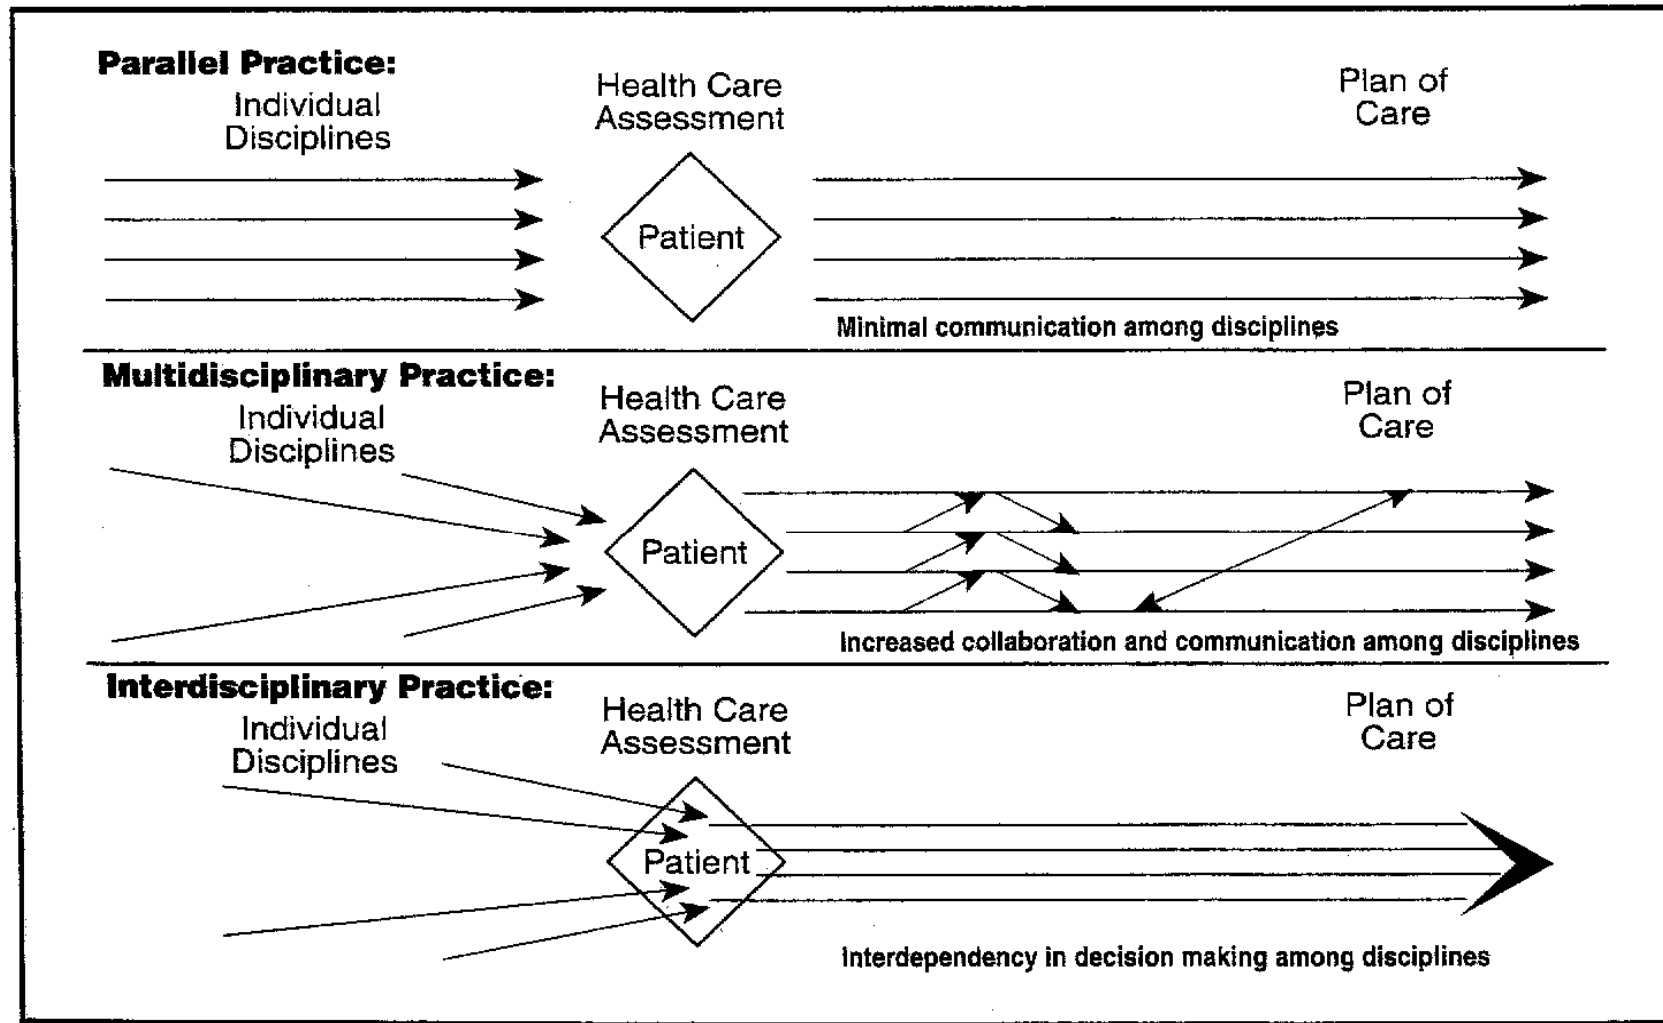 Parallel Practice:
Individual
Disciplines
Health Care
Assessment
Plan of
Care
Patient
Minimal communication among disciplines
Multidisciplinary Practice:
Individual
Disciplines
Health Care
Assessment
Plan of
Care
Patient
Increased collaboration and communication among disciplines
Interdisciplinary Practice:
Individual
Disciplines
Health Care
Assessment
Plan of
Care
Patient
Interdependency in decision making among disciplines